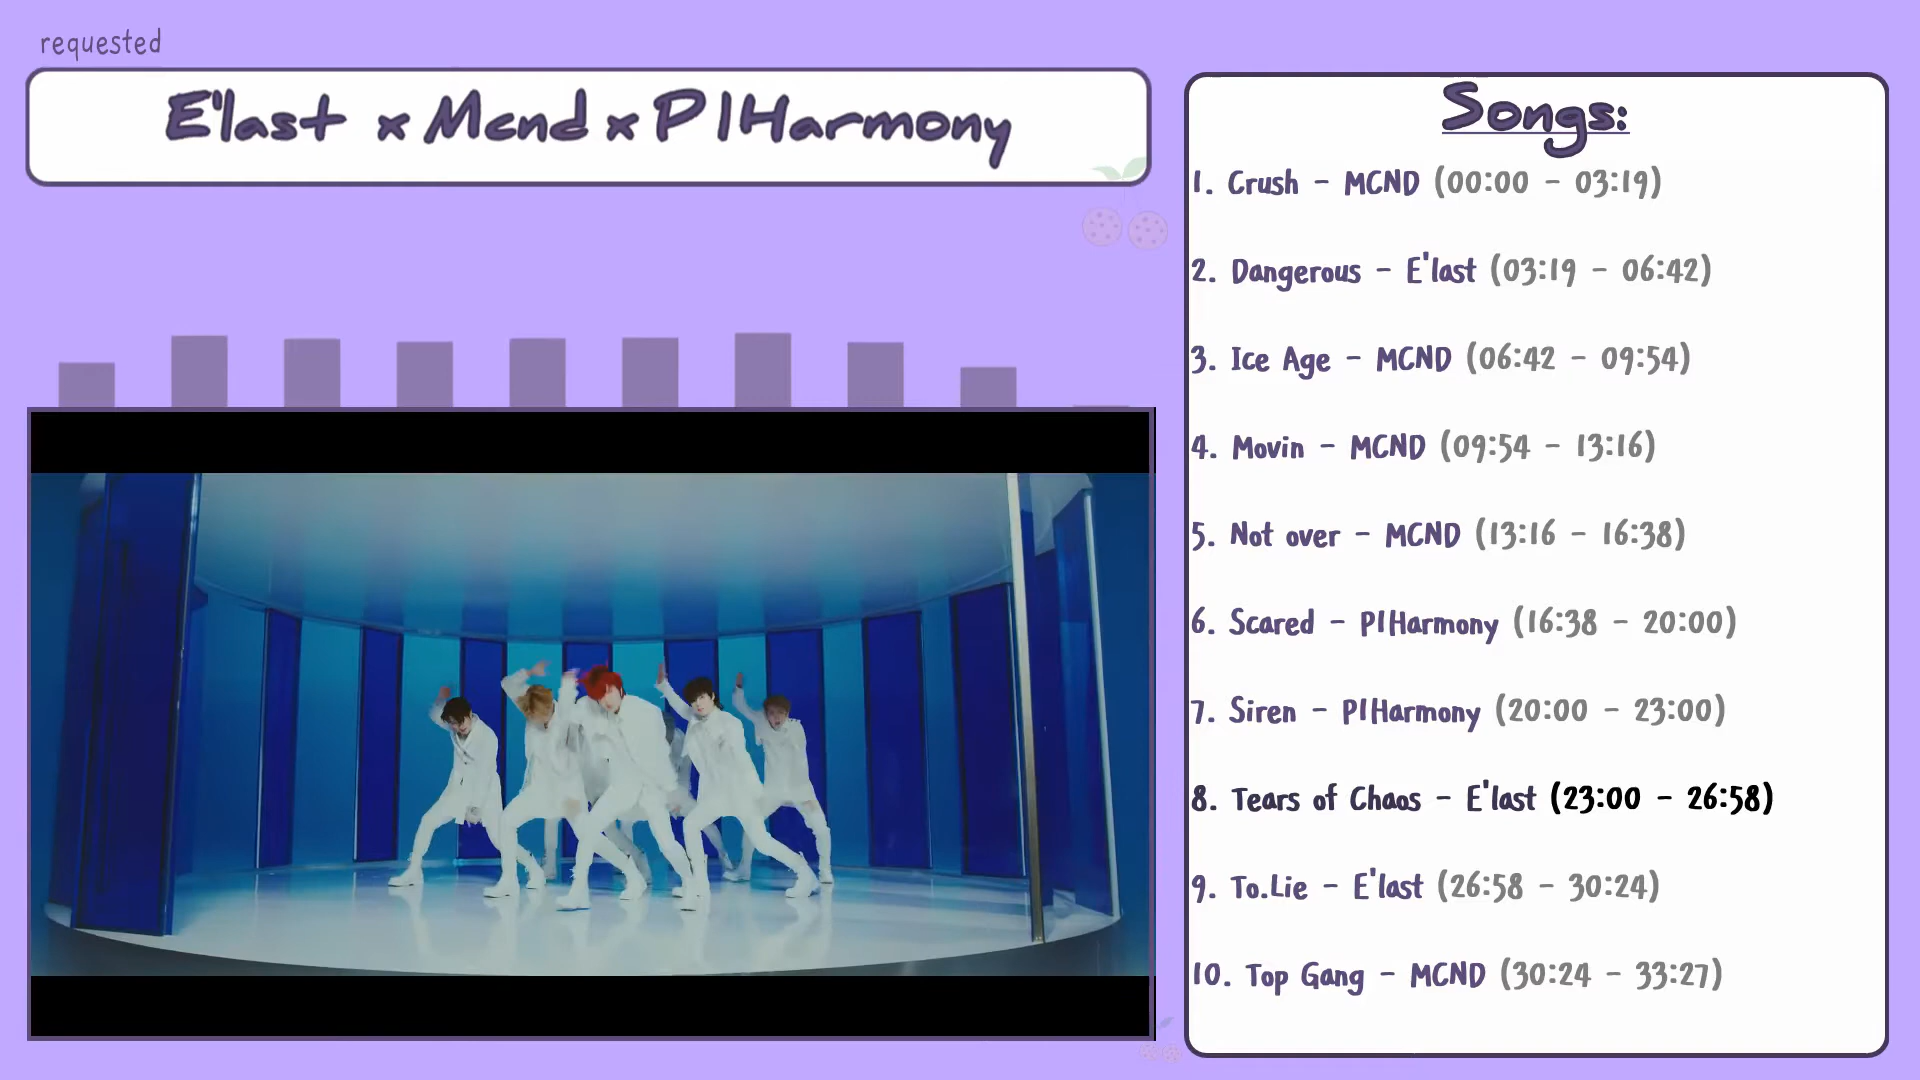 requested
E'last x Mcnd x P1Harmony
Songs:
1. Crush - MCND (00:00 - 03:19)
2. Dangerous - E'last (03:19 - 06:42)
3. Ice Age - MCND (06:42 - 09:54)
4. Movin - MCND (09:54 - 13:16)
5. Not over - MCND (13:16 - 16:38)
6. Scared - P1Harmony (16:38 - 20:00)
7. Siren - P1Harmony (20:00 - 23:00)
8. Tears of Chaos - E'last (23:00 - 26:58)
9. To.Lie - E'last (26:58 - 30:24)
10. Top Gang - MCND (30:24 - 33:27)